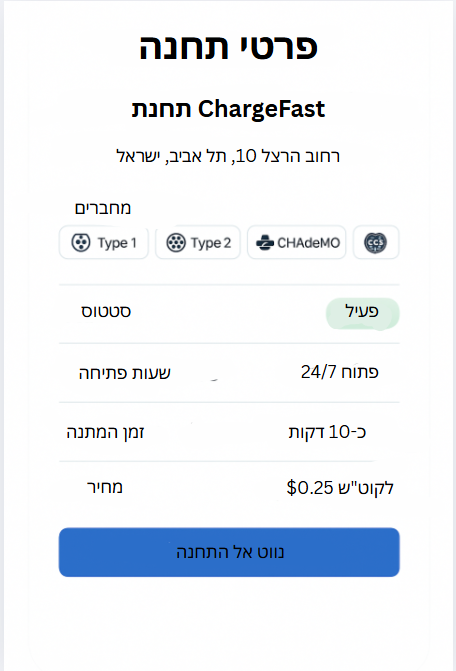 פרטי תחנה
תחנת ChargeFast
רחוב הרצל 10, תל אביב, ישראל
מחברים
Type 1 Type 2 CHAdeMO CCS
סטטוס פעיל
שעות פתיחה פתוח 24/7
זמן המתנה כ-10 דקות
מחיר $0.25 לקוט"ש
נווט אל התחנה